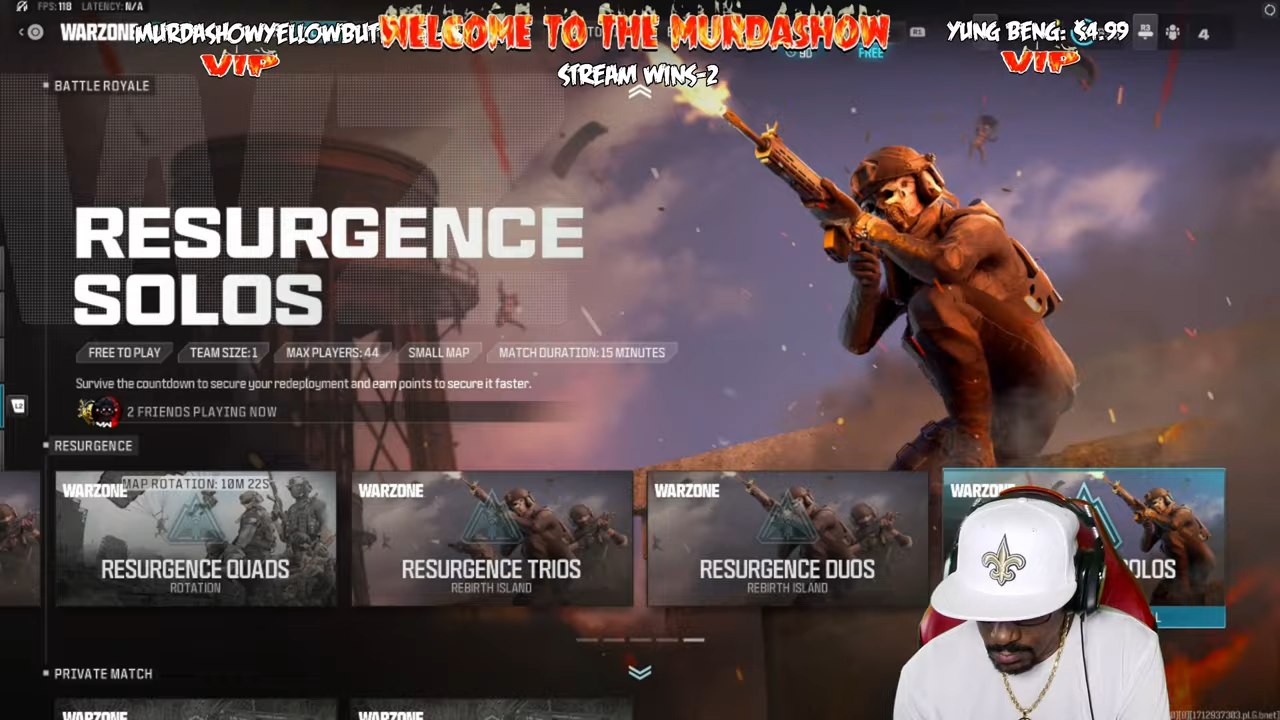 FPS: 118 LATENCY: N/A
WARZONE
MURDASHOWYELLOWBUT
WELCOME TO THE MURDASHOW
YUNG BENG: $4.99
R1
R3
4
VIP
FREE
VIP
STREAM WINS-2
BATTLE ROYALE
RESURGENCE
SOLOS
FREE TO PLAY
TEAM SIZE: 1
MAX PLAYERS: 44
SMALL MAP
MATCH DURATION: 15 MINUTES
Survive the countdown to secure your redeployment and earn points to secure it faster.
L2
2 FRIENDS PLAYING NOW
RESURGENCE
MAP ROTATION: 10M 22S
WARZONE
WARZONE
WARZONE
WARZONE
RESURGENCE QUADS
RESURGENCE TRIOS
RESURGENCE DUOS
OLOS
ROTATION
REBIRTH ISLAND
REBIRTH ISLAND
PRIVATE MATCH
WARZONE
WARZONE